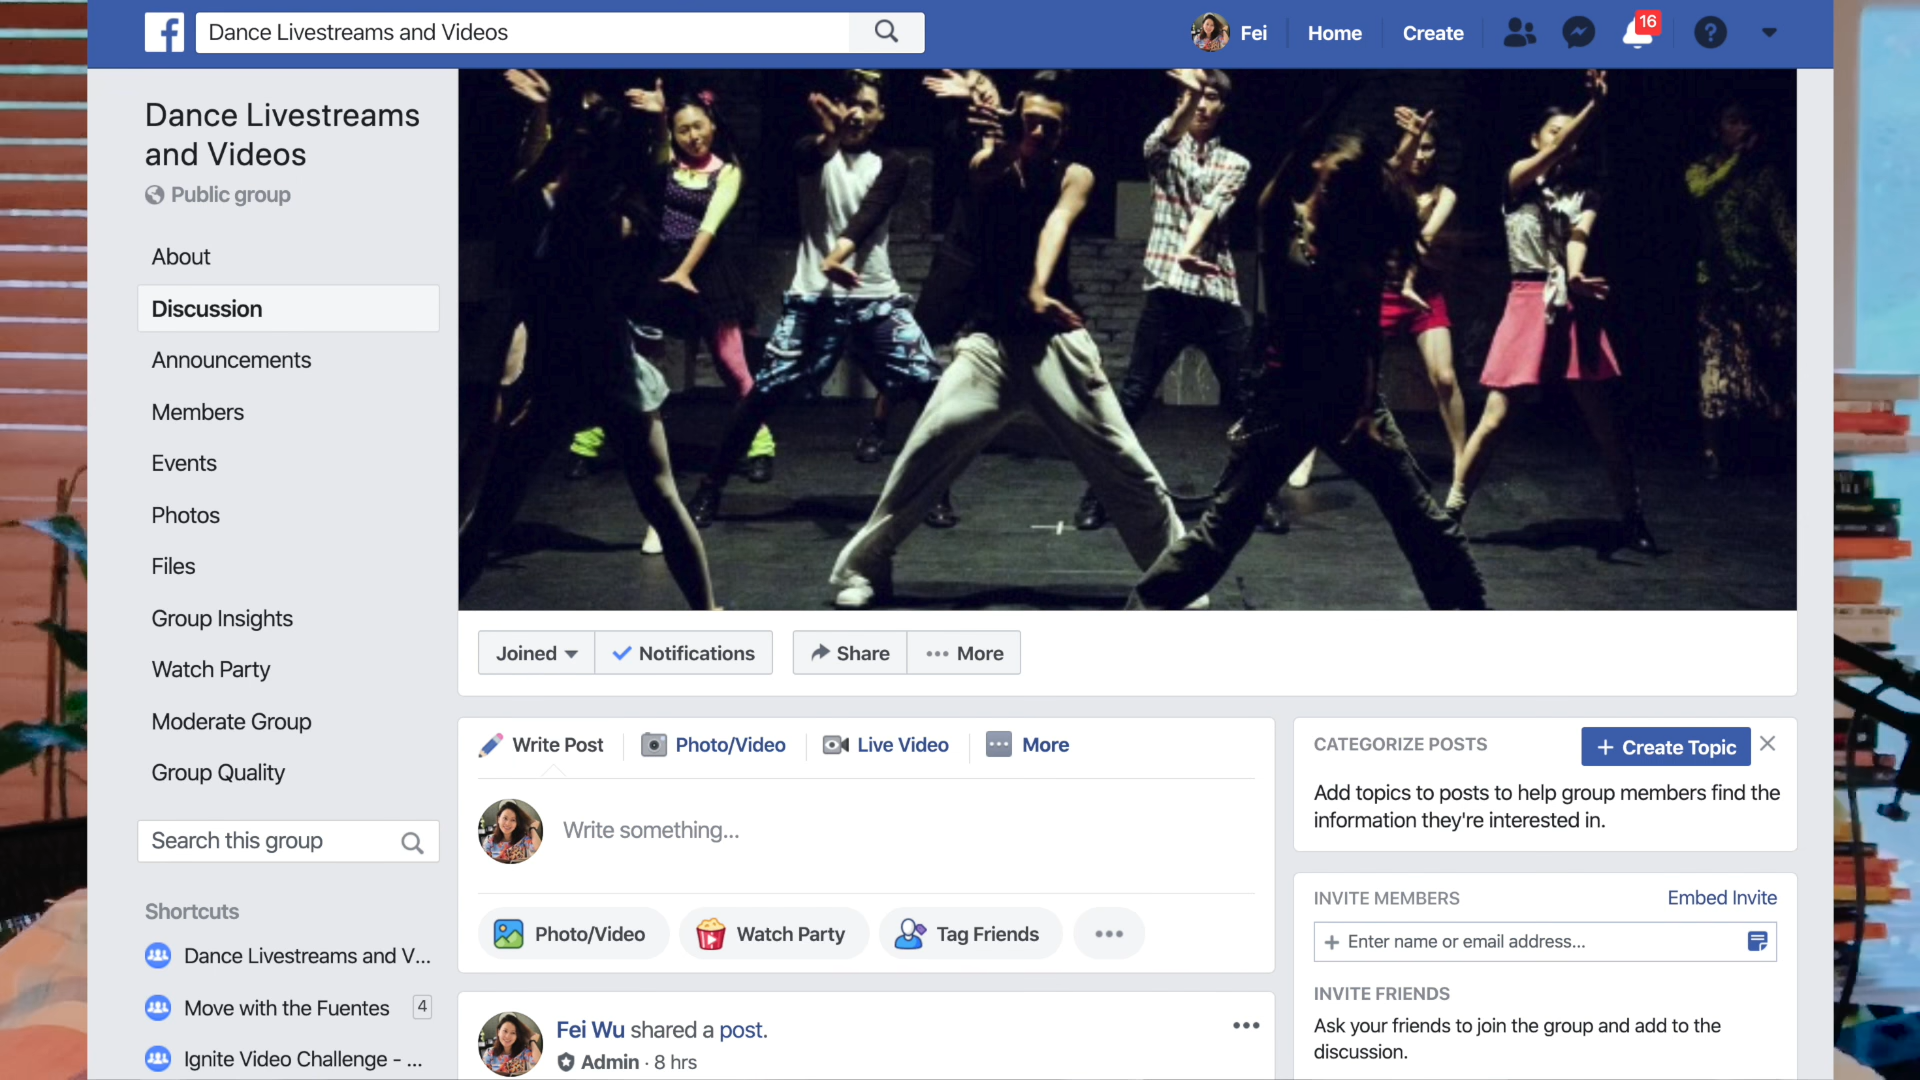 Dance Livestreams and Videos
Fei
Home
Create
16
Dance Livestreams
and Videos
Public group
About
Discussion
Announcements
Members
Events
Photos
Files
Group Insights
Watch Party
Moderate Group
Group Quality
Search this group
Shortcuts
Dance Livestreams and V...
Move with the Fuentes 4
Ignite Video Challenge - ...
Joined
Notifications
Share
More
Write Post
Photo/Video
Live Video
More
Write something...
Photo/Video
Watch Party
Tag Friends
Fei Wu shared a post.
Admin · 8 hrs
CATEGORIZE POSTS
+ Create Topic
Add topics to posts to help group members find the
information they're interested in.
INVITE MEMBERS
Embed Invite
+ Enter name or email address...
INVITE FRIENDS
Ask your friends to join the group and add to the
discussion.